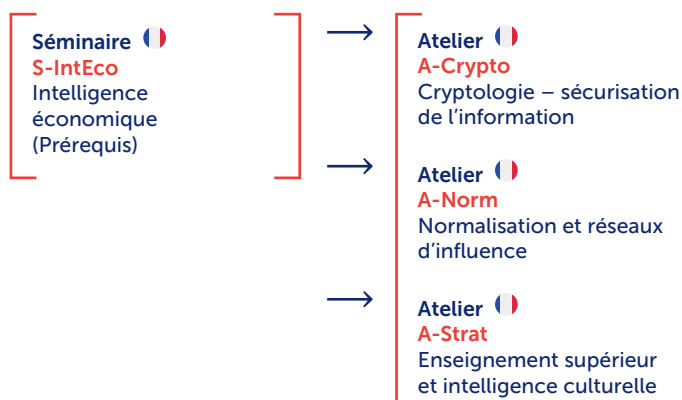 Séminaire
S-IntEco
Intelligence
économique
(Prérequis)
Atelier
A-Crypto
Cryptologie – sécurisation
de l’information
Atelier
A-Norm
Normalisation et réseaux
d’influence
Atelier
A-Strat
Enseignement supérieur
et intelligence culturelle